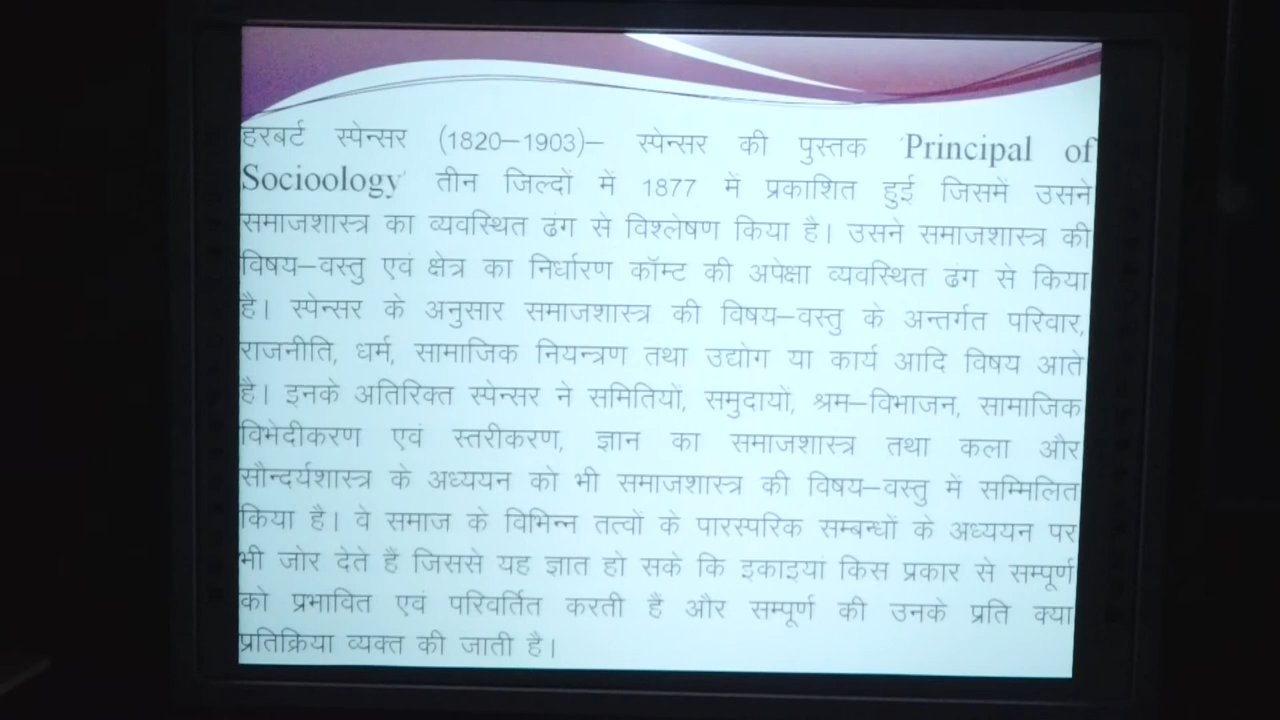 हरबर्ट स्पेन्सर (1820–1903)– स्पेन्सर की पुस्तक 'Principal of
Socioology' तीन जिल्दों में 1877 में प्रकाशित हुई जिसमें उसने
समाजशास्त्र का व्यवस्थित ढंग से विश्लेषण किया है। उसने समाजशास्त्र की
विषय–वस्तु एवं क्षेत्र का निर्धारण कॉम्ट की अपेक्षा व्यवस्थित ढंग से किया
है। स्पेन्सर के अनुसार समाजशास्त्र की विषय–वस्तु के अन्तर्गत परिवार,
राजनीति, धर्म, सामाजिक नियन्त्रण तथा उद्योग या कार्य आदि विषय आते
है। इनके अतिरिक्त स्पेन्सर ने समितियों, समुदायों, श्रम–विभाजन, सामाजिक
विभेदीकरण एवं स्तरीकरण, ज्ञान का समाजशास्त्र तथा कला और
सौन्दर्यशास्त्र के अध्ययन को भी समाजशास्त्र की विषय–वस्तु में सम्मिलित
किया है। वे समाज के विभिन्न तत्वों के पारस्परिक सम्बन्धों के अध्ययन पर
भी जोर देते हैं जिससे यह ज्ञात हो सके कि इकाइयां किस प्रकार से सम्पूर्ण
को प्रभावित एवं परिवर्तित करती हैं और सम्पूर्ण की उनके प्रति क्या
प्रतिक्रिया व्यक्त की जाती है।